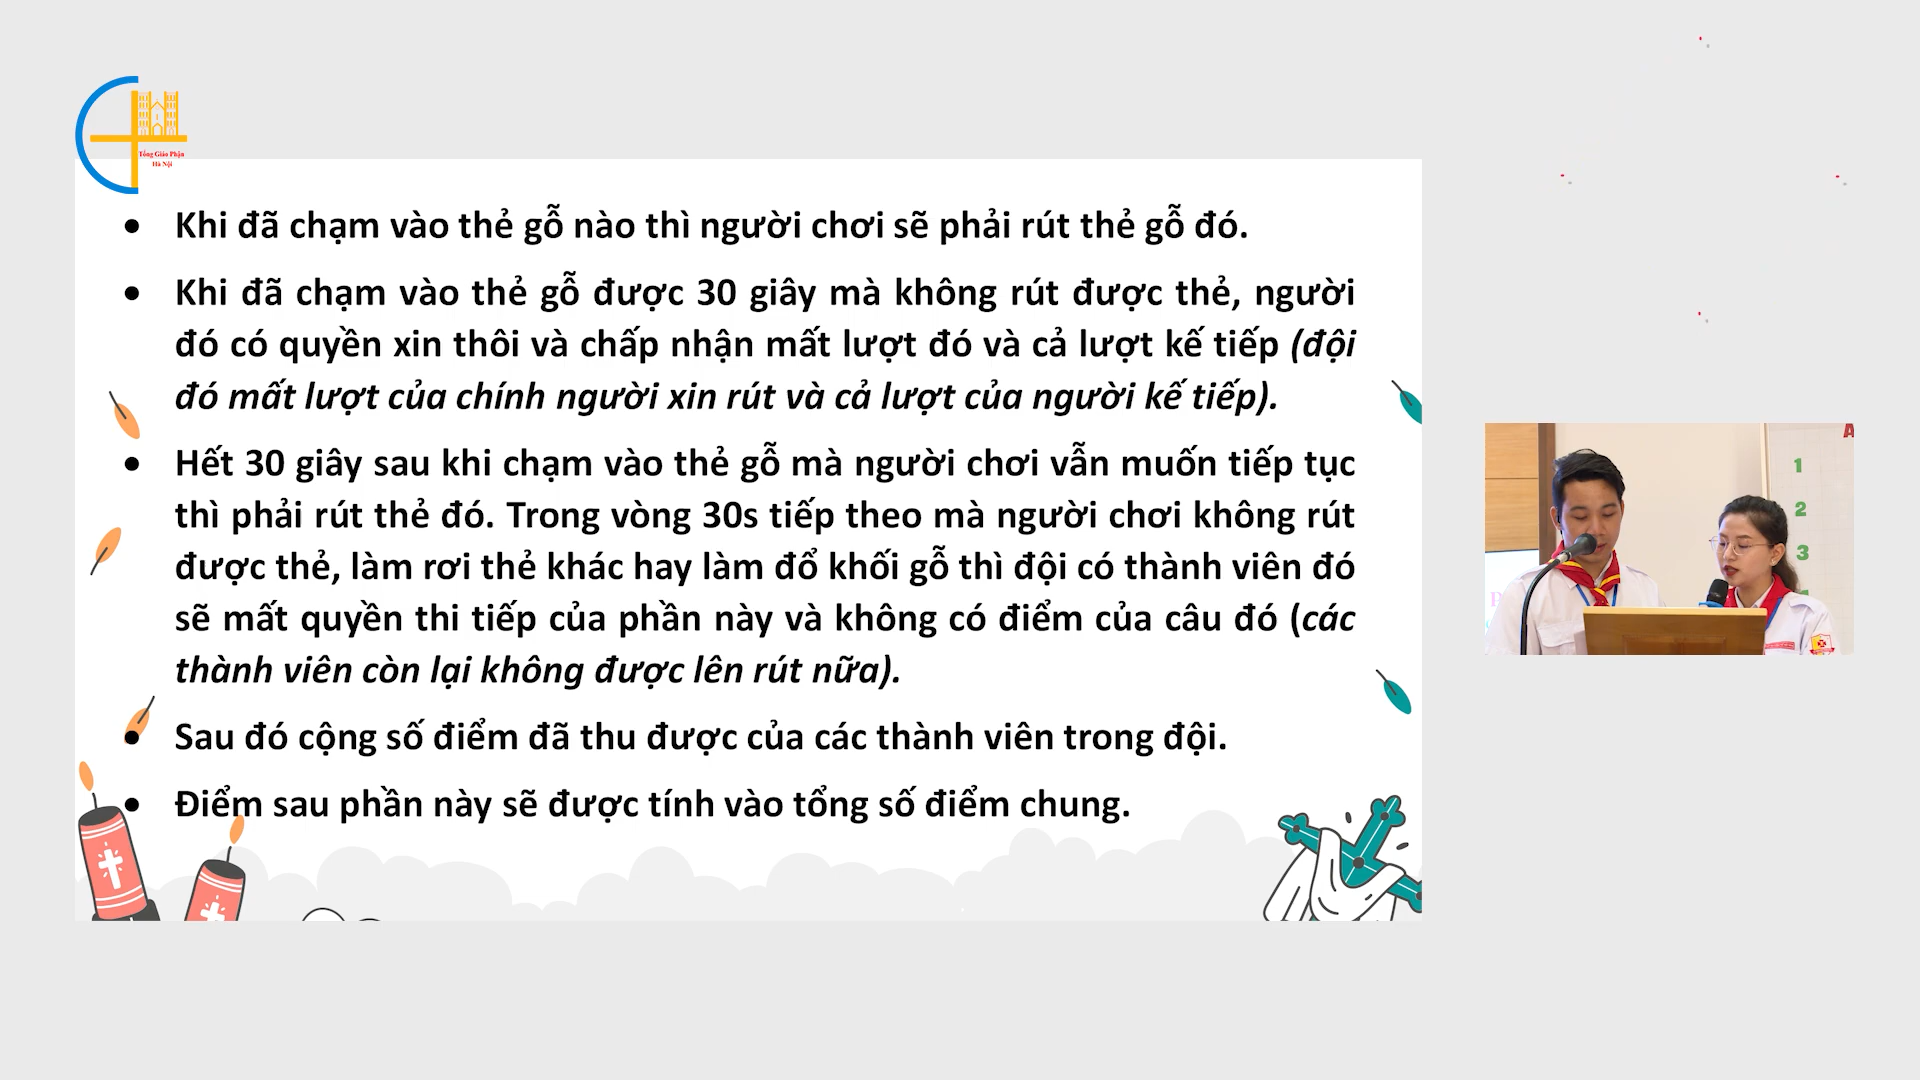 Tổng Giáo Phận
Hà Nội
Khi đã chạm vào thẻ gỗ nào thì người chơi sẽ phải rút thẻ gỗ đó.
Khi đã chạm vào thẻ gỗ được 30 giây mà không rút được thẻ, người
đó có quyền xin thôi và chấp nhận mất lượt đó và cả lượt kế tiếp (đội
đó mất lượt của chính người xin rút và cả lượt của người kế tiếp).
Hết 30 giây sau khi chạm vào thẻ gỗ mà người chơi vẫn muốn tiếp tục
thì phải rút thẻ đó. Trong vòng 30s tiếp theo mà người chơi không rút
được thẻ, làm rơi thẻ khác hay làm đổ khối gỗ thì đội có thành viên đó
sẽ mất quyền thi tiếp của phần này và không có điểm của câu đó (các
thành viên còn lại không được lên rút nữa).
Sau đó cộng số điểm đã thu được của các thành viên trong đội.
Điểm sau phần này sẽ được tính vào tổng số điểm chung.
A
1
2
3